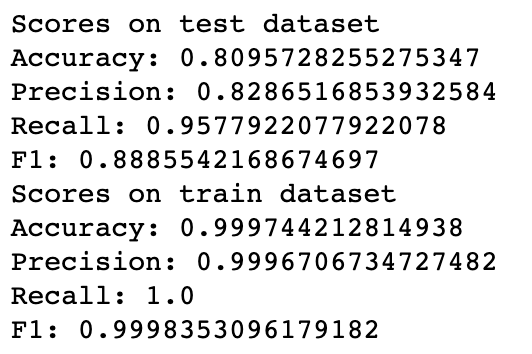 Scores on test dataset
Accuracy: 0.8095728255275347
Precision: 0.8286516853932584
Recall: 0.9577922077922078
F1: 0.8885542168674697
Scores on train dataset
Accuracy: 0.999744212814938
Precision: 0.9996706734727482
Recall: 1.0
F1: 0.9998353096179182